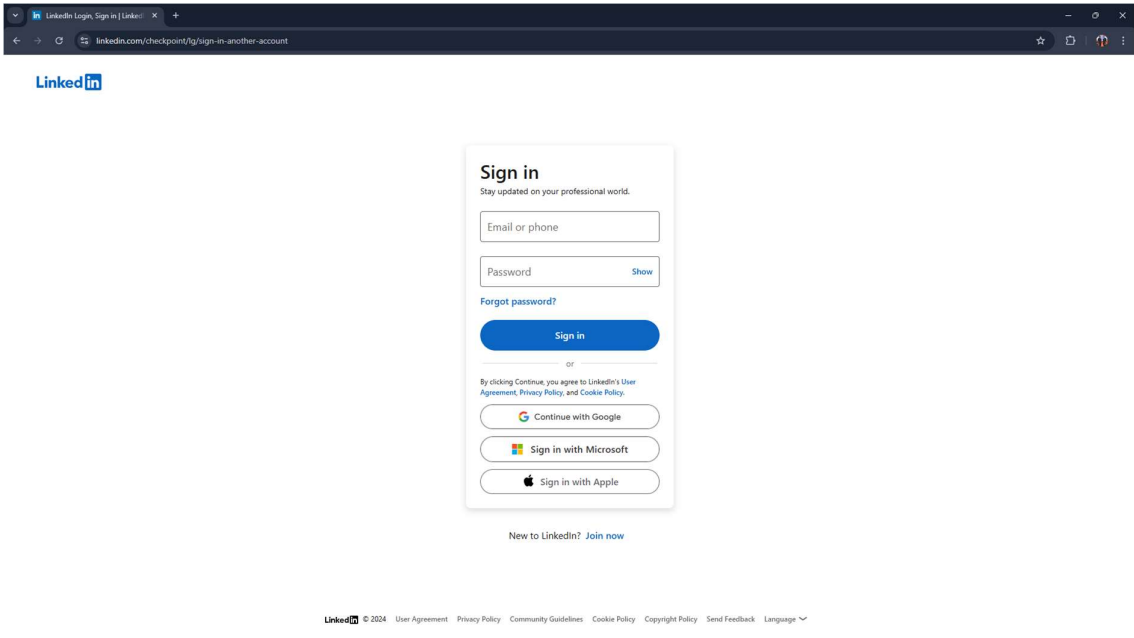 LinkedIn Login, Sign in | Linked
linkedin.com/checkpoint/lg/sign-in-another-account
Linked in
Sign in
Stay updated on your professional world.
Email or phone
Password Show
Forgot password?
Sign in
or
By clicking Continue, you agree to LinkedIn's User
Agreement, Privacy Policy, and Cookie Policy.
Continue with Google
Sign in with Microsoft
Sign in with Apple
New to LinkedIn? Join now
Linked in © 2024 User Agreement Privacy Policy Community Guidelines Cookie Policy Copyright Policy Send Feedback Language